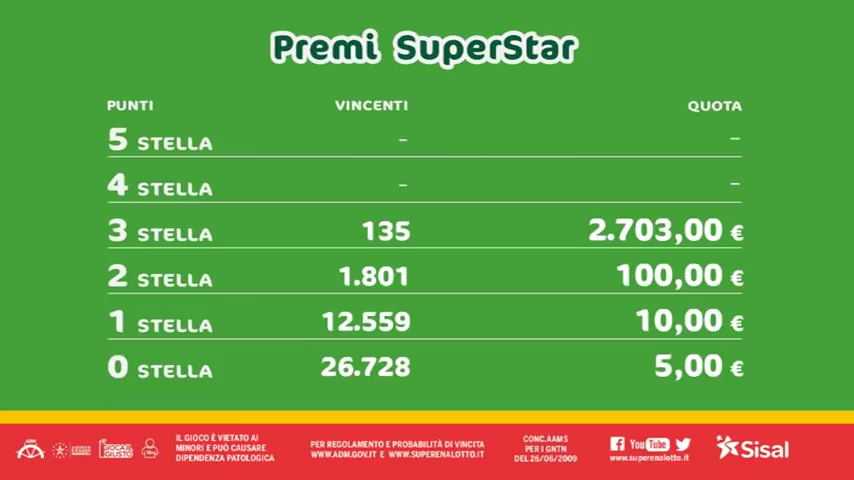 Premi SuperStar
PUNTI VINCENTI QUOTA
5 STELLA – –
4 STELLA – –
3 STELLA 135 2.703,00 €
2 STELLA 1.801 100,00 €
1 STELLA 12.559 10,00 €
0 STELLA 26.728 5,00 €
IL GIOCO È VIETATO AI
MINORI E PUÒ CAUSARE
DIPENDENZA PATOLOGICA
PER REGOLAMENTO E PROBABILITÀ DI VINCITA
WWW.ADM.GOV.IT E WWW.SUPERENALOTTO.IT
CONC.AAMS
PER I GNTN
DEL 26/06/2009
YouTube
www.superenalotto.it
Sisal